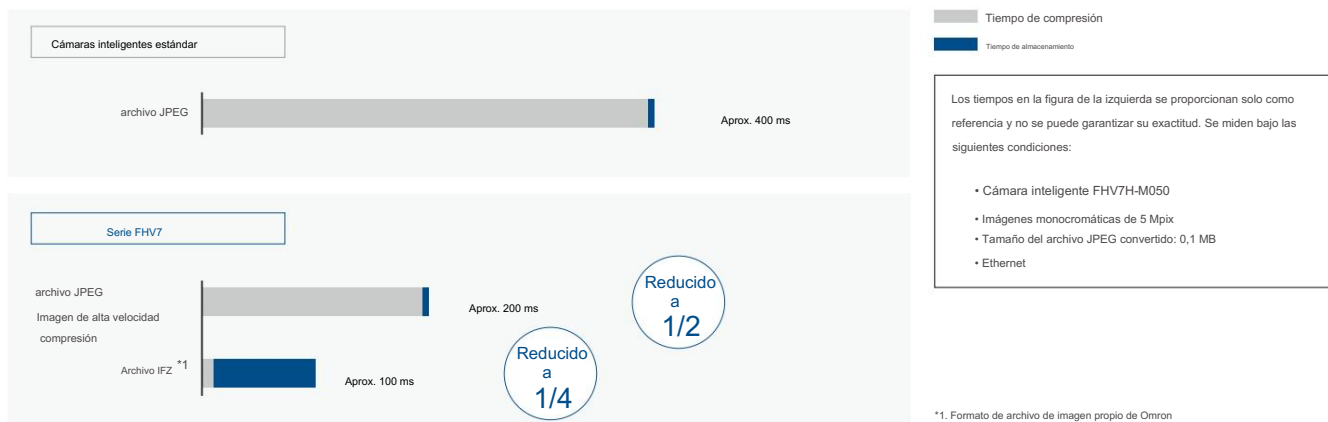 Cámaras inteligentes estándar
archivo JPEG
Aprox. 400 ms
Serie FHV7
archivo JPEG
Imagen de alta velocidad
compresión
Aprox. 200 ms
Reducido
a
1/2
Archivo IFZ *1
Aprox. 100 ms
Reducido
a
1/4
Tiempo de compresión
Tiempo de almacenamiento
Los tiempos en la figura de la izquierda se proporcionan solo como
referencia y no se puede garantizar su exactitud. Se miden bajo las
siguientes condiciones:
• Cámara inteligente FHV7H-M050
• Imágenes monocromáticas de 5 Mpix
• Tamaño del archivo JPEG convertido: 0,1 MB
• Ethernet
*1. Formato de archivo de imagen propio de Omron